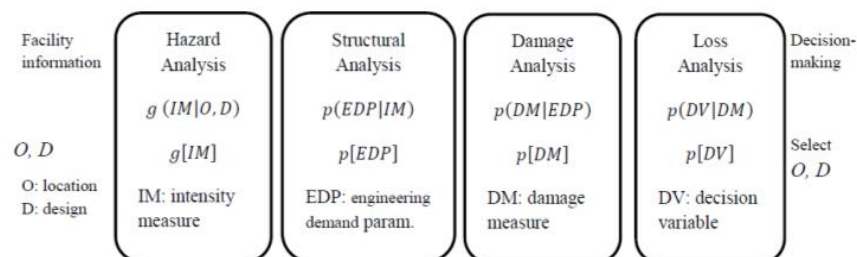 Facility
information
O, D
O: location
D: design
Hazard
Analysis
g (IM|O, D)
g[IM]
IM: intensity
measure
Structural
Analysis
p(EDP|IM)
p[EDP]
EDP: engineering
demand param.
Damage
Analysis
p(DM|EDP)
p[DM]
DM: damage
measure
Loss
Analysis
p(DV|DM)
p[DV]
DV: decision
variable
Decision-
making
Select
O, D